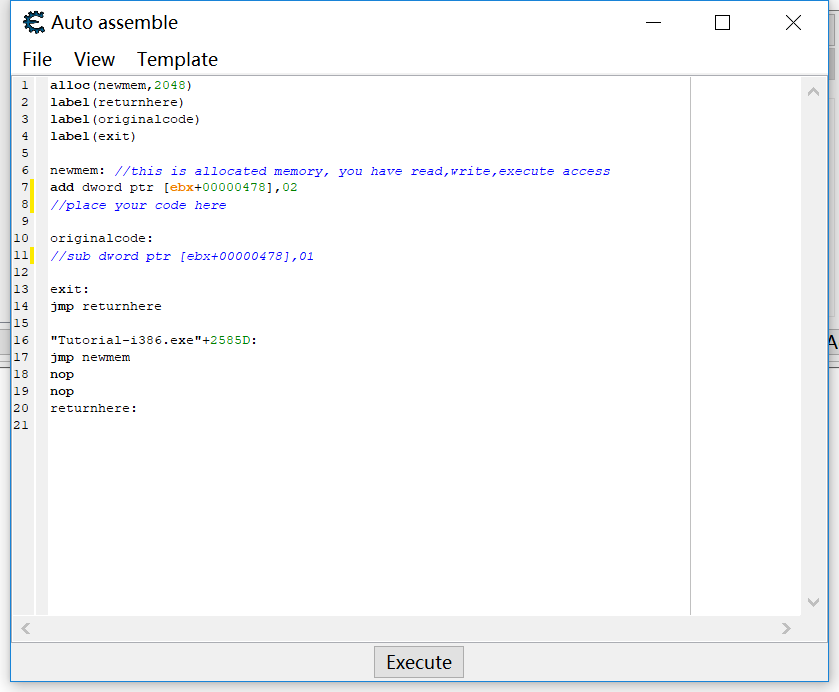 Auto assemble
File View Template
1 alloc(newmem,2048)
2 label(returnhere)
3 label(originalcode)
4 label(exit)
5
6 newmem: //this is allocated memory, you have read,write,execute access
7 add dword ptr [ebx+00000478],02
8 //place your code here
9
10 originalcode:
11 //sub dword ptr [ebx+00000478],01
12
13 exit:
14 jmp returnhere
15
16 "Tutorial-i386.exe"+2585D:
17 jmp newmem
18 nop
19 nop
20 returnhere:
21
A
Execute